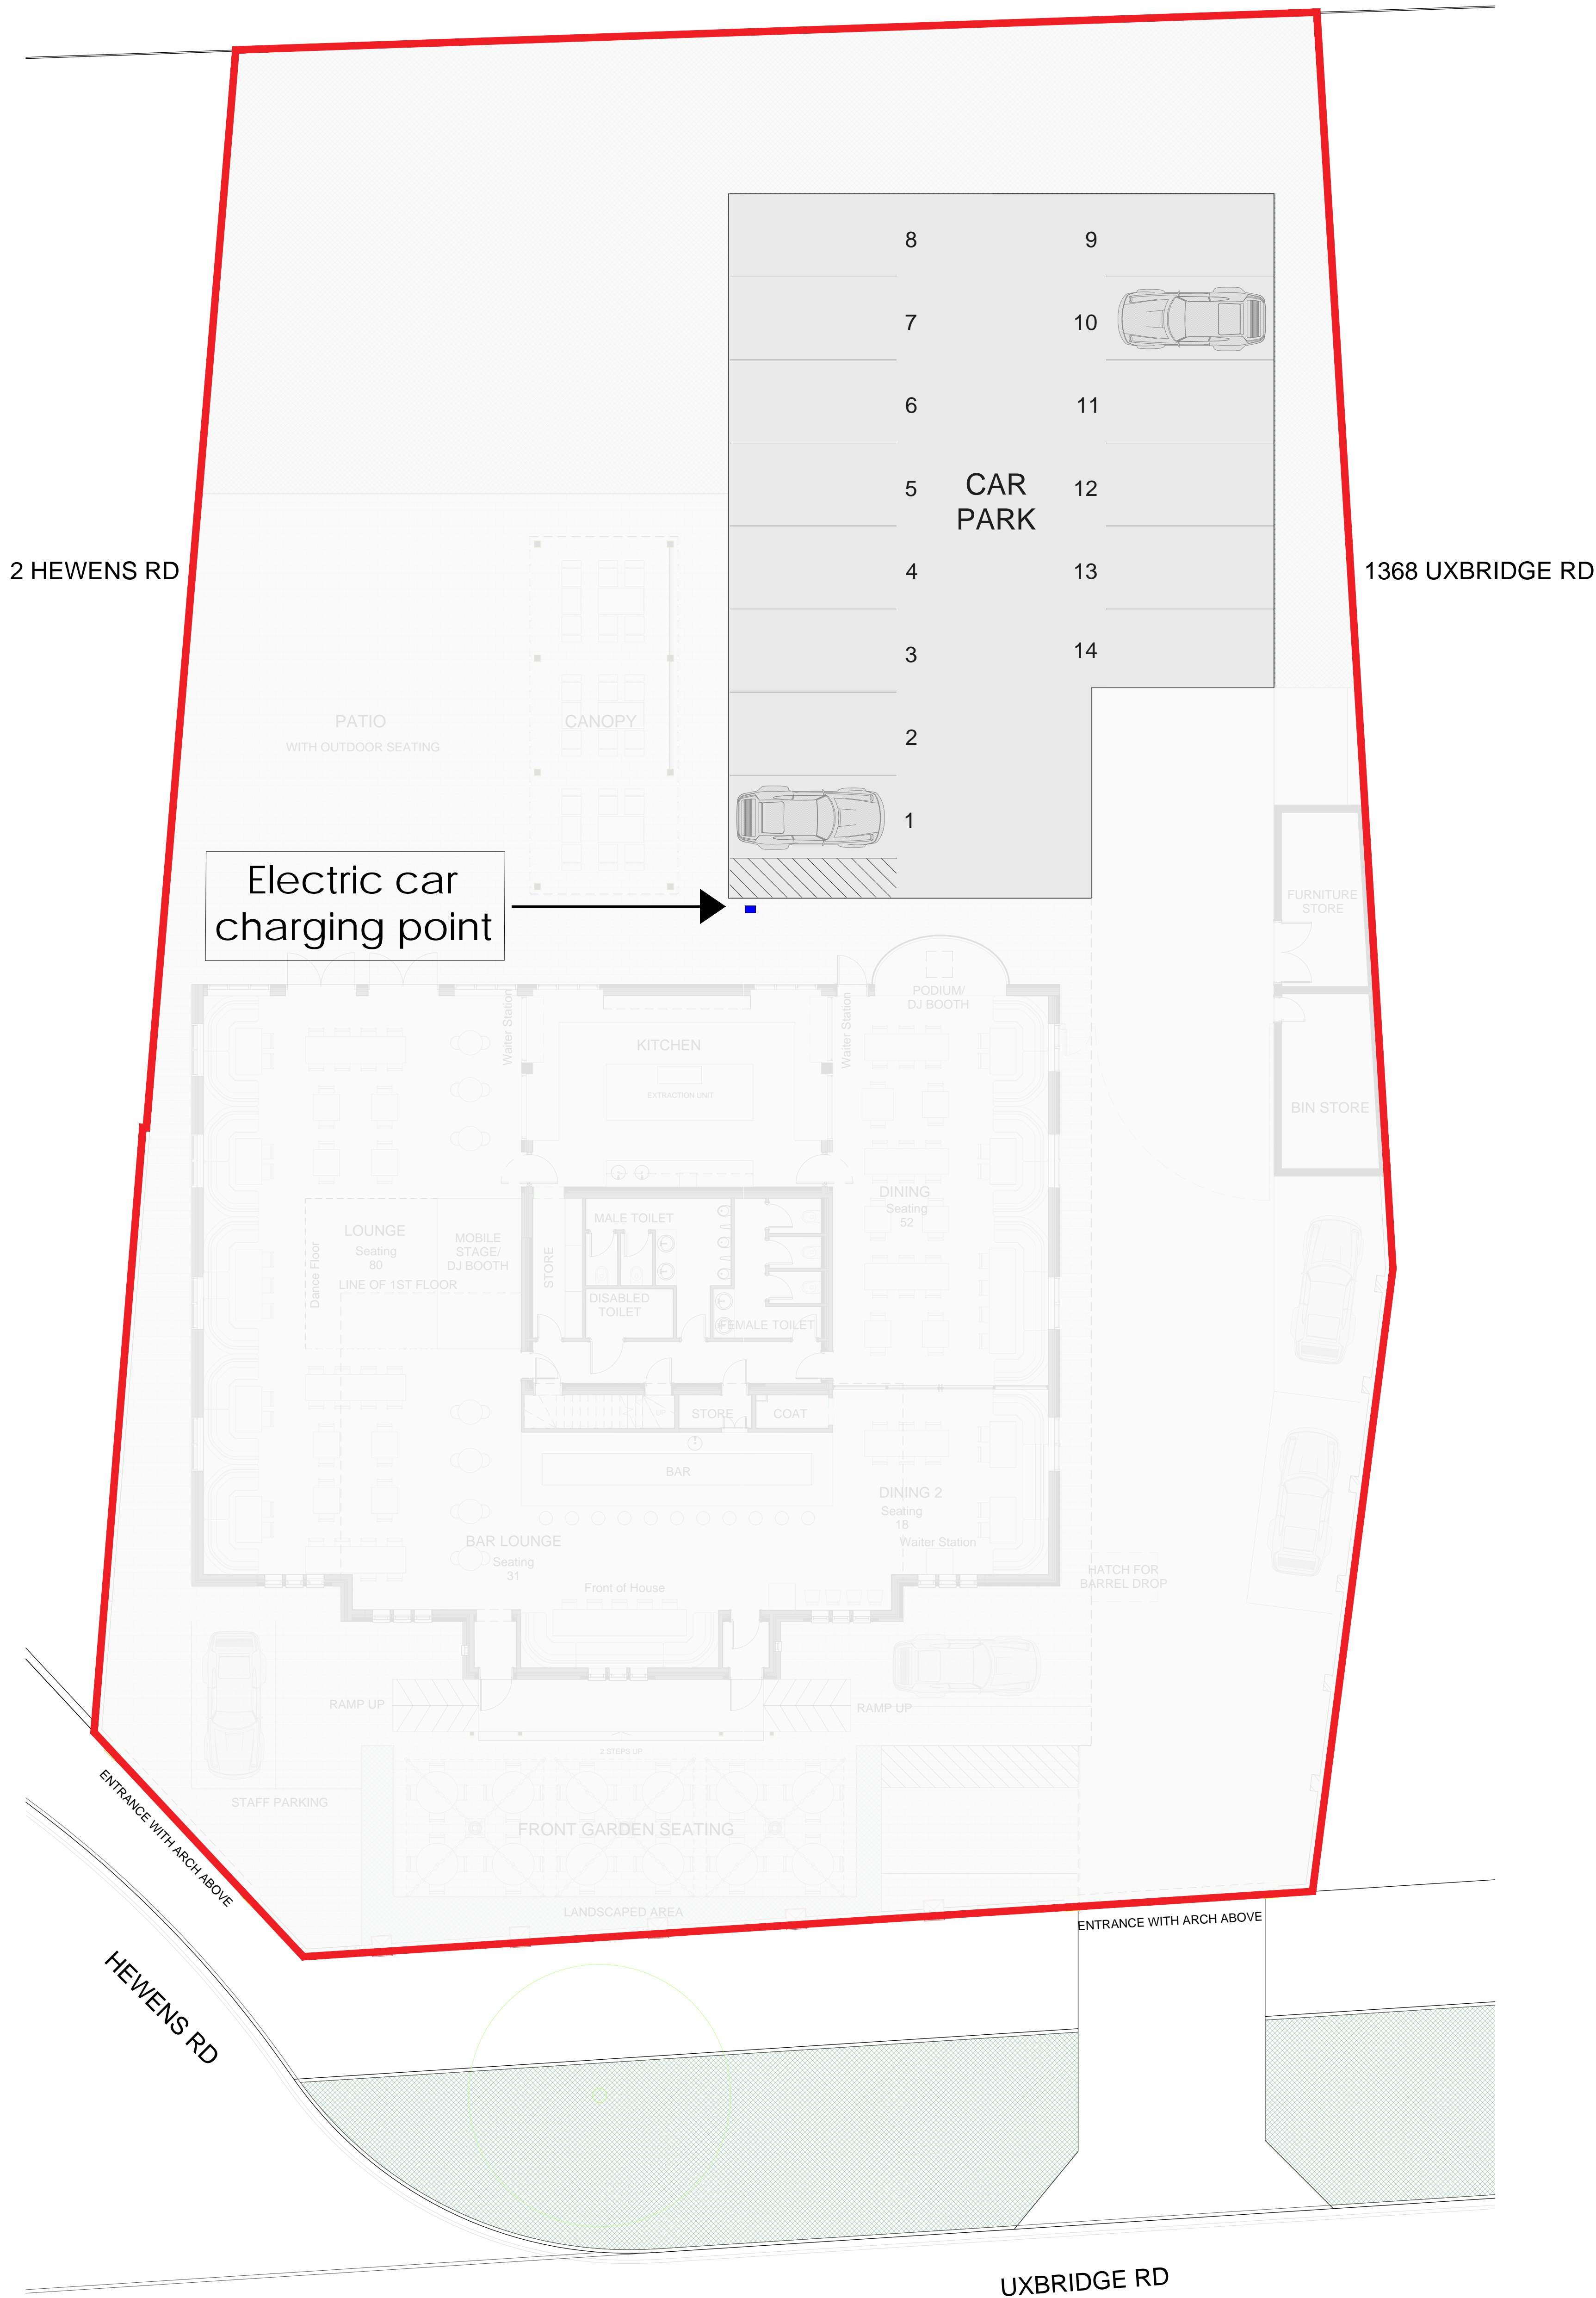 8
9
7
10
6
11
5
CAR
PARK
12
2 HEWENS RD
4
13
1368 UXBRIDGE RD
3
14
PATIO
WITH OUTDOOR SEATING
CANOPY
2
1
Electric car
charging point
FURNITURE
STORE
PODIUM/
DJ BOOTH
Waiter Station
Waiter Station
KITCHEN
EXTRACTION UNIT
BIN STORE
DINING
Seating
52
MALE TOILET
LOUNGE
Seating
80
LINE OF 1ST FLOOR
Dance Floor
MOBILE
STAGE/
DJ BOOTH
STORE
DISABLED
TOILET
FEMALE TOILET
STORE
COAT
BAR
DINING 2
Seating
18
Waiter Station
BAR LOUNGE
Seating
31
Front of House
HATCH FOR
BARREL DROP
RAMP UP
RAMP UP
2 STEPS UP
STAFF PARKING
FRONT GARDEN SEATING
ENTRANCE WITH ARCH ABOVE
LANDSCAPED AREA
ENTRANCE WITH ARCH ABOVE
HEWENS RD
UXBRIDGE RD